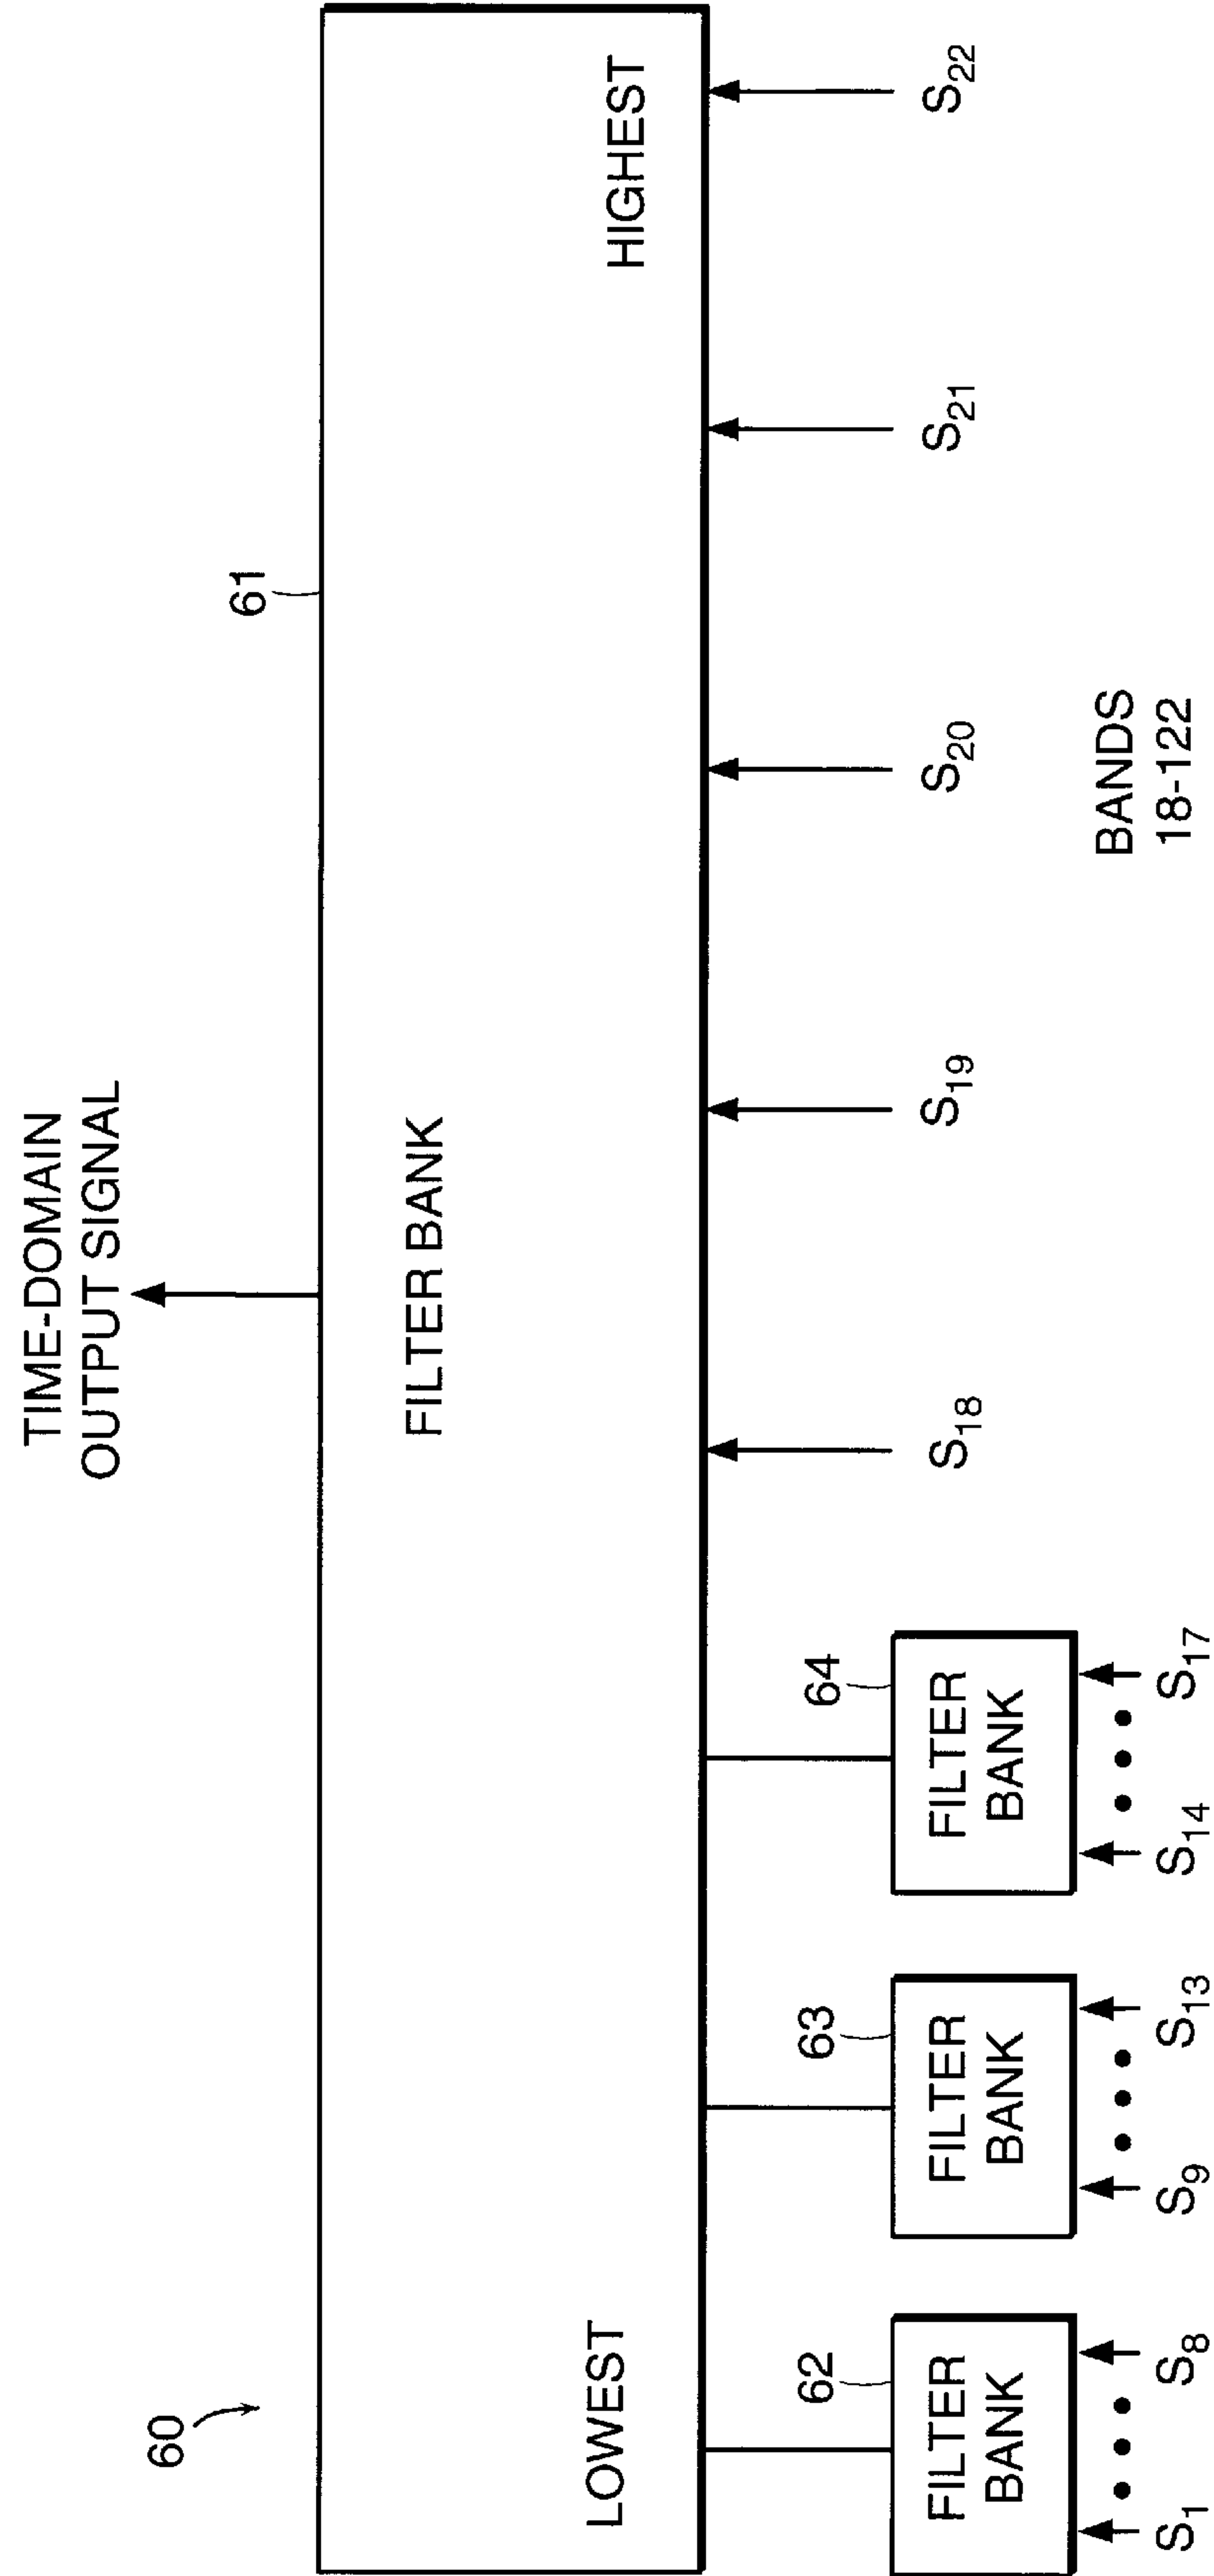 TIME-DOMAIN
OUTPUT SIGNAL
60
61
FILTER BANK
LOWEST
HIGHEST
62
FILTER
BANK
63
FILTER
BANK
64
FILTER
BANK
S18
S19
S20
S21
S22
S1
S8
S9
S13
S14
S17
BANDS
18-122